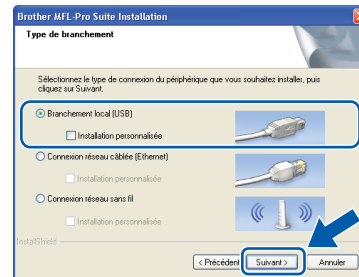 Brother MFL-Pro Suite Installation
Type de branchement
Sélectionnez le type de connexion du périphérique que vous souhaitez installer, puis
cliquez sur Suivant.
Branchement local (USB)
Installation personnalisée
Connexion réseau câblée (Ethernet)
Installation personnalisée
Connexion réseau sans fil
Installation personnalisée
InstallShield
< Précédent
Suivant >
Annuler